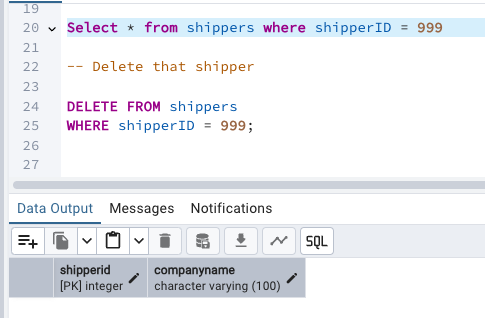 19
20 Select * from shippers where shipperID = 999
21
22 -- Delete that shipper
23
24 DELETE FROM shippers
25 WHERE shipperID = 999;
26
27
Data Output Messages Notifications
SQL
shipperid companyname
[PK] integer character varying (100)